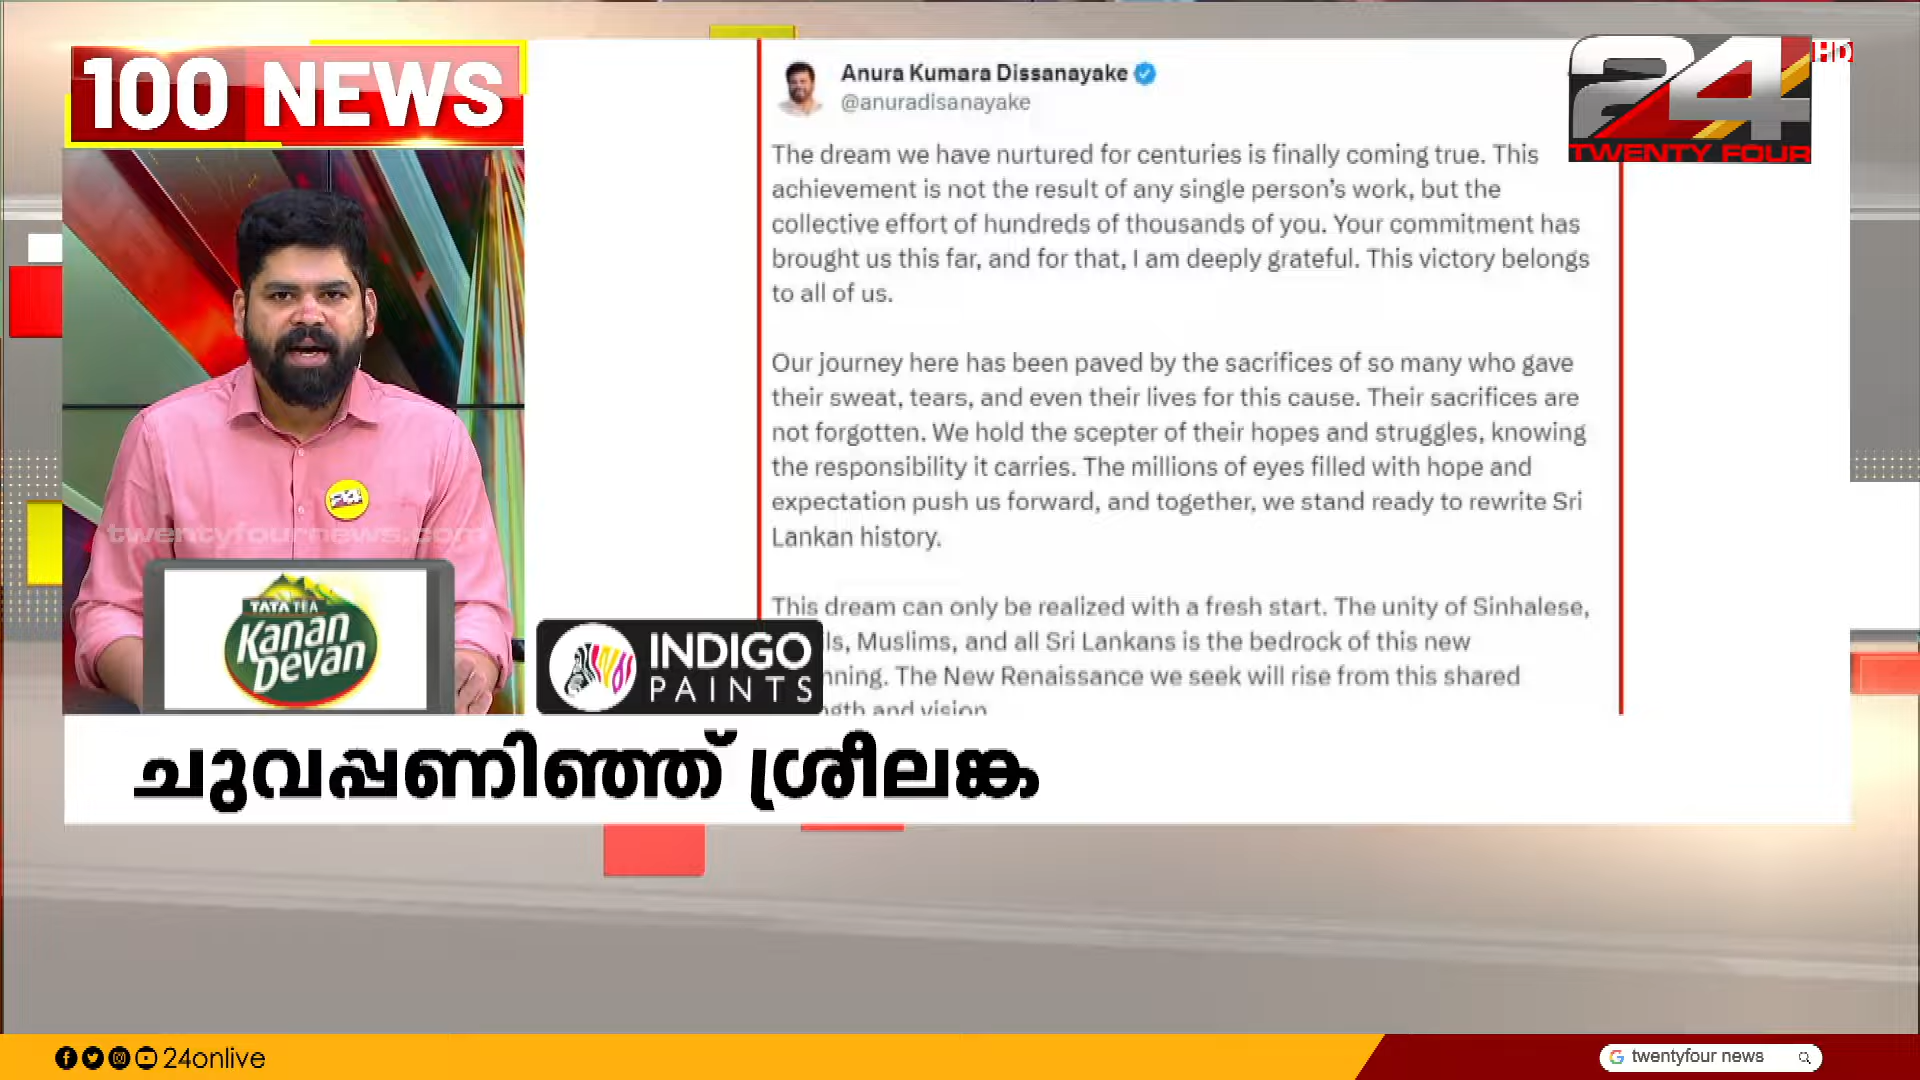 100 NEWS
Anura Kumara Dissanayake
@anuradisanayake
The dream we have nurtured for centuries is finally coming true. This
achievement is not the result of any single person's work, but the
collective effort of hundreds of thousands of you. Your commitment has
brought us this far, and for that, I am deeply grateful. This victory belongs
to all of us.
Our journey here has been paved by the sacrifices of so many who gave
their sweat, tears, and even their lives for this cause. Their sacrifices are
not forgotten. We hold the scepter of their hopes and struggles, knowing
the responsibility it carries. The millions of eyes filled with hope and
expectation push us forward, and together, we stand ready to rewrite Sri
Lankan history.
This dream can only be realized with a fresh start. The unity of Sinhalese,
Muslims, and all Sri Lankans is the bedrock of this new
The New Renaissance we seek will rise from this shared
and vision
24 HD
TWENTY FOUR
24
twentyfournews.com
TATA TEA
Kanan
Devan
INDIGO
PAINTS
ചുവപ്പണിഞ്ഞ് ശ്രീലങ്ക
24onlive
twentyfour news